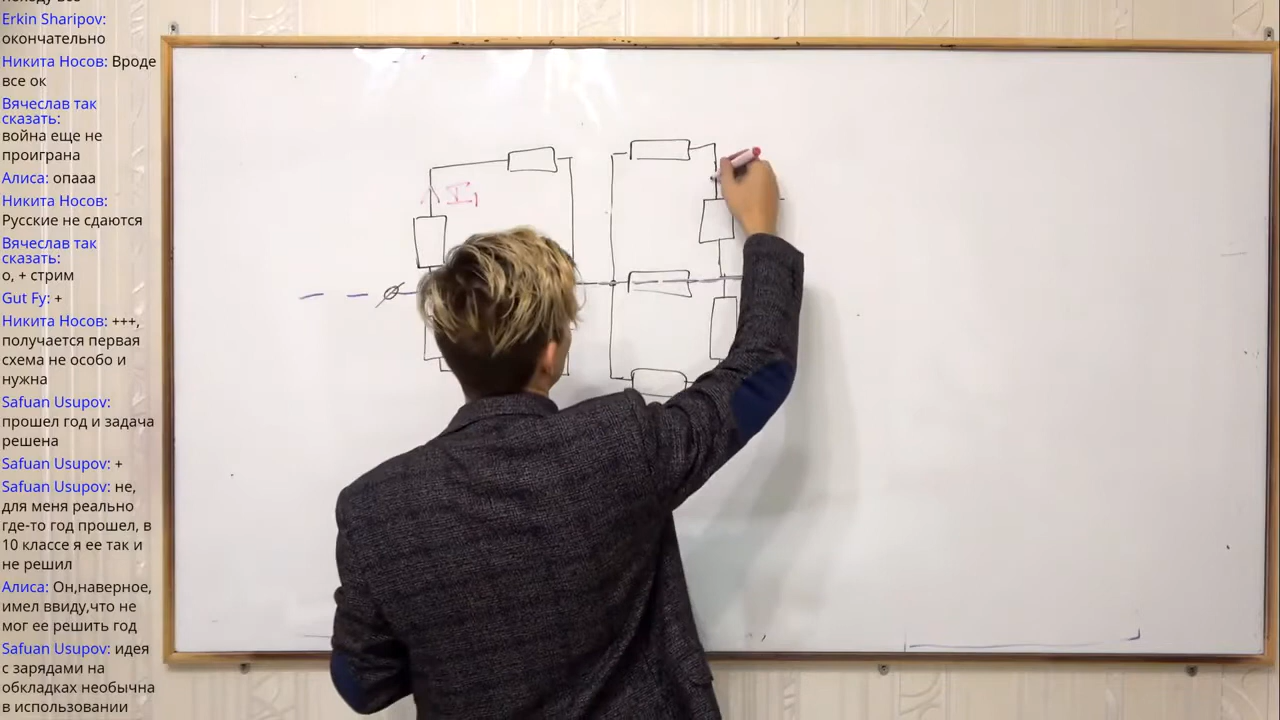 Erkin Sharipov:
окончательно
Никита Носов: Вроде
все ок
Вячеслав так
сказать:
война еще не
проиграна
Алиса: опааа
Никита Носов:
Русские не сдаются
Вячеслав так
сказать:
о, + стрим
Gut Fy: +
Никита Носов: +++,
получается первая
схема не особо и
нужна
Safuan Usupov:
прошел год и задача
решена
Safuan Usupov: +
Safuan Usupov: не,
для меня реально
где-то год прошел, в
10 классе я ее так и
не решил
Алиса: Он,наверное,
имел ввиду,что не
мог ее решить год
Safuan Usupov: идея
с зарядами на
обкладках необычна
в использовании
I1